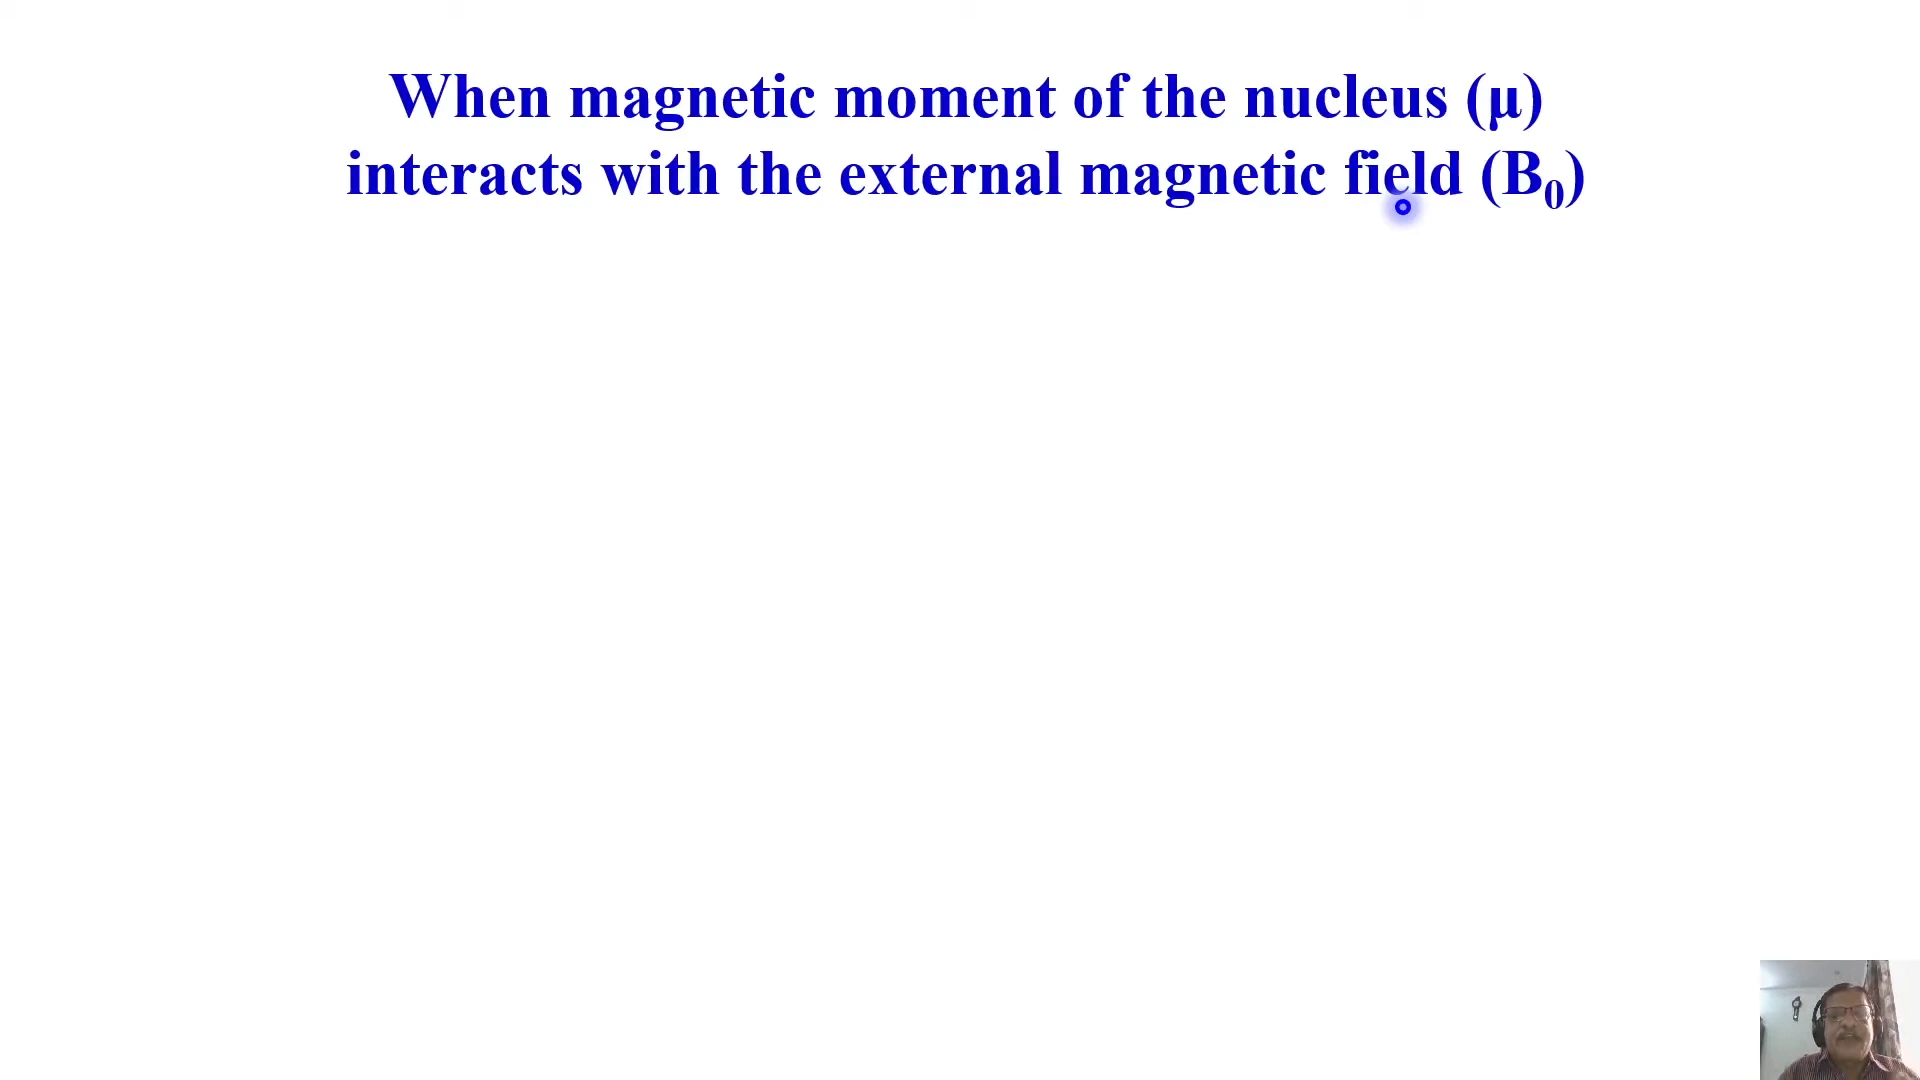 When magnetic moment of the nucleus (μ)
interacts with the external magnetic field (B₀)